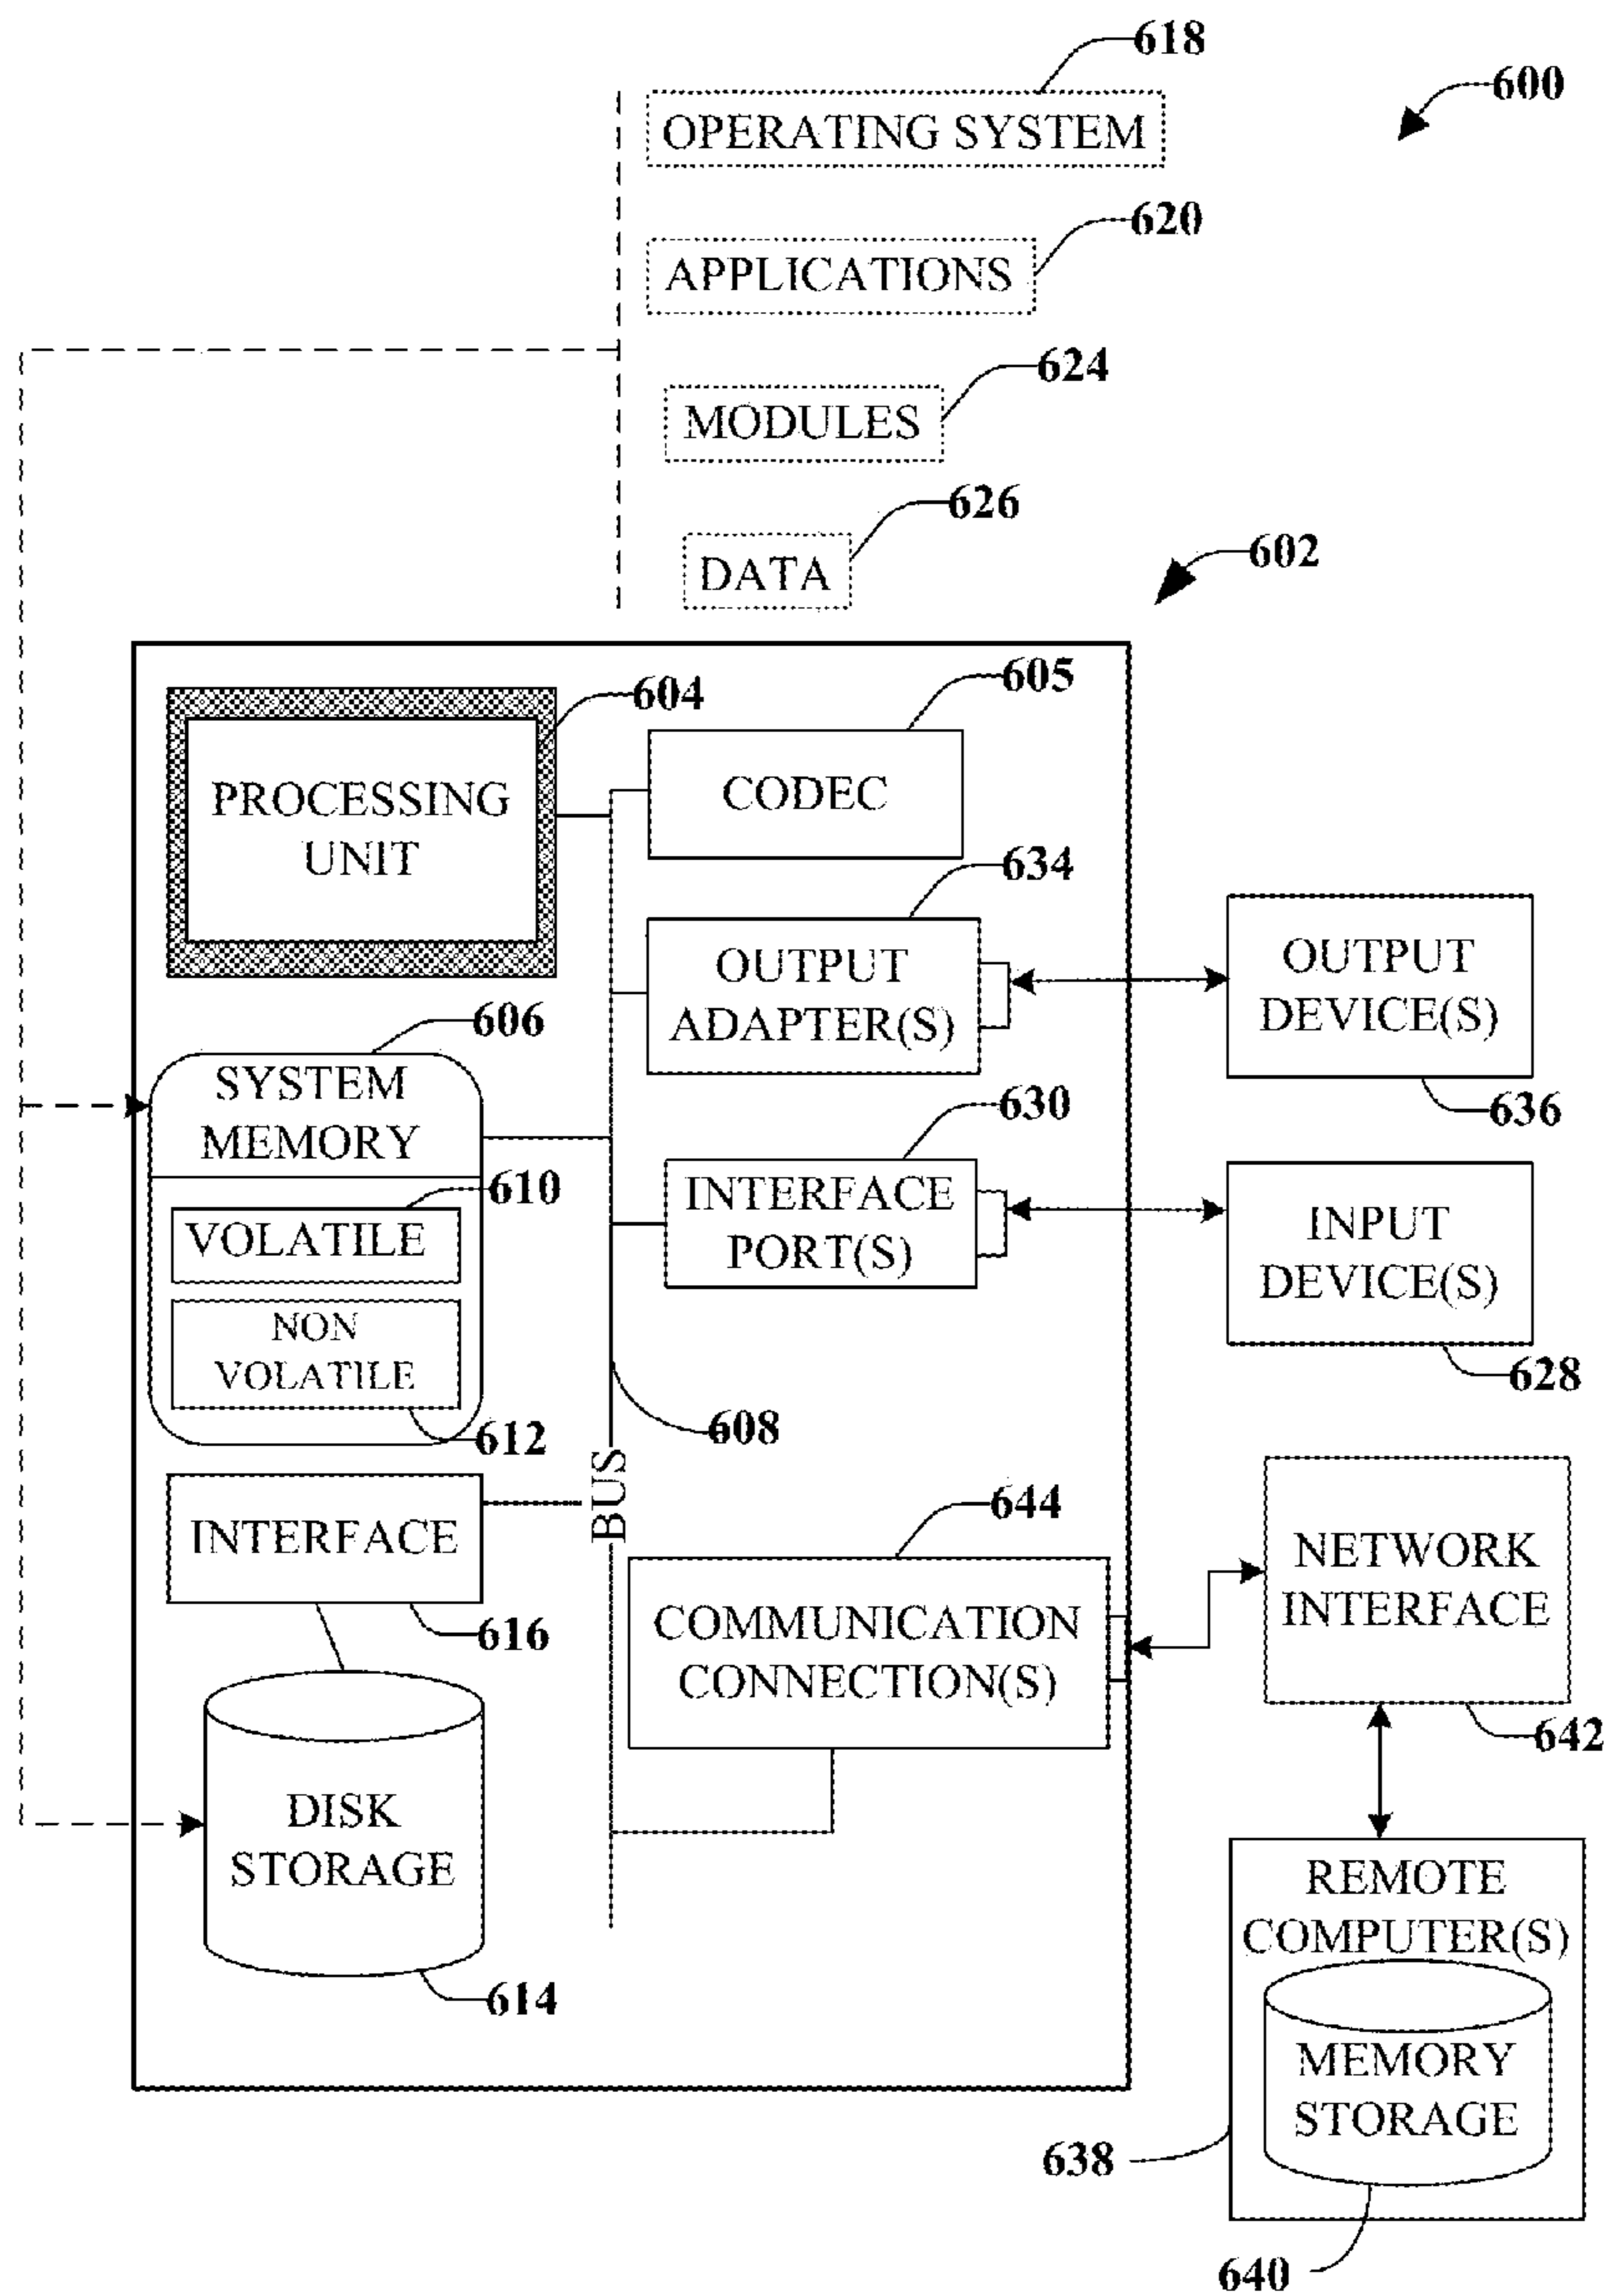 618
600
OPERATING SYSTEM
620
APPLICATIONS
624
MODULES
626
DATA
602
605
604
CODEC
PROCESSING
UNIT
634
OUTPUT
ADAPTER(S)
OUTPUT
DEVICE(S)
636
606
SYSTEM
MEMORY
630
INTERFACE
PORT(S)
610
VOLATILE
NON
VOLATILE
612
INPUT
DEVICE(S)
628
608
BUS
INTERFACE
616
644
COMMUNICATION
CONNECTION(S)
NETWORK
INTERFACE
642
DISK
STORAGE
614
REMOTE
COMPUTER(S)
MEMORY
STORAGE
638
640